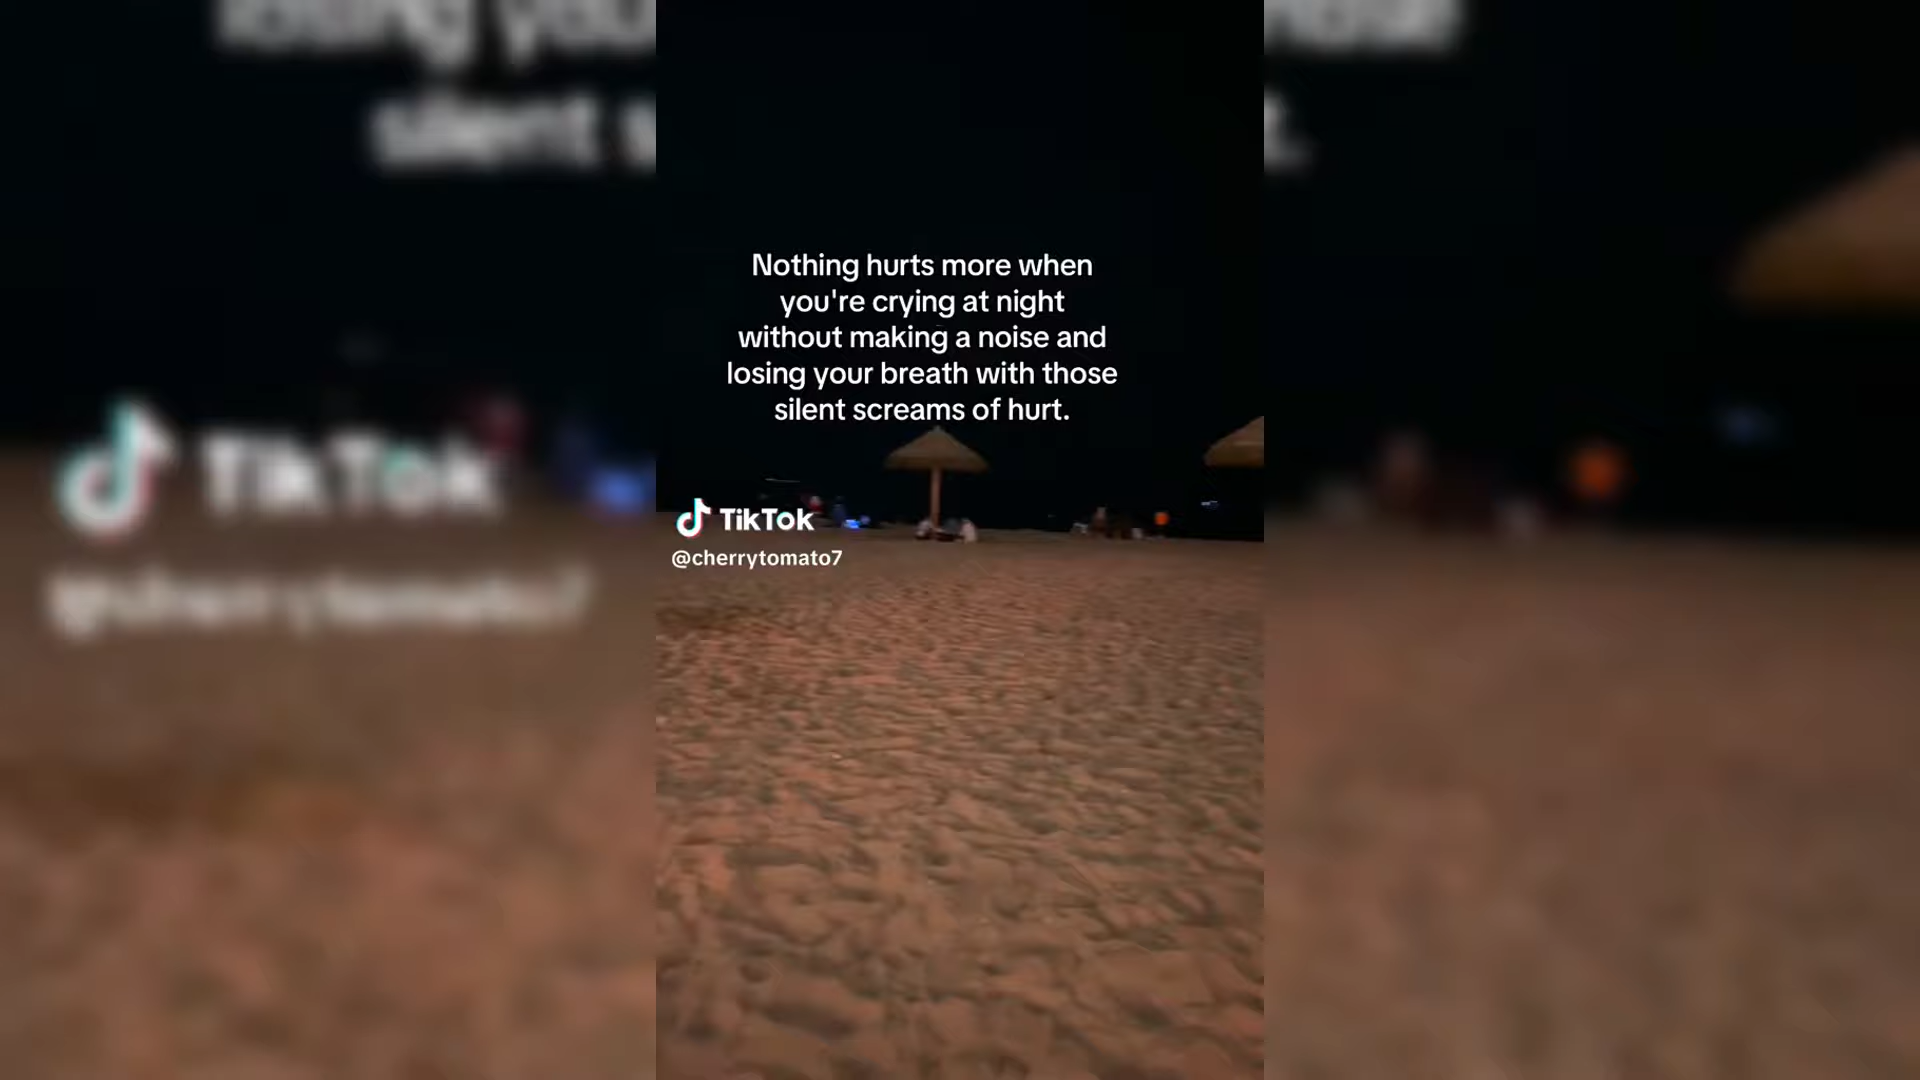 Nothing hurts more when
you're crying at night
without making a noise and
losing your breath with those
silent screams of hurt.
TikTok
@cherrytomato7